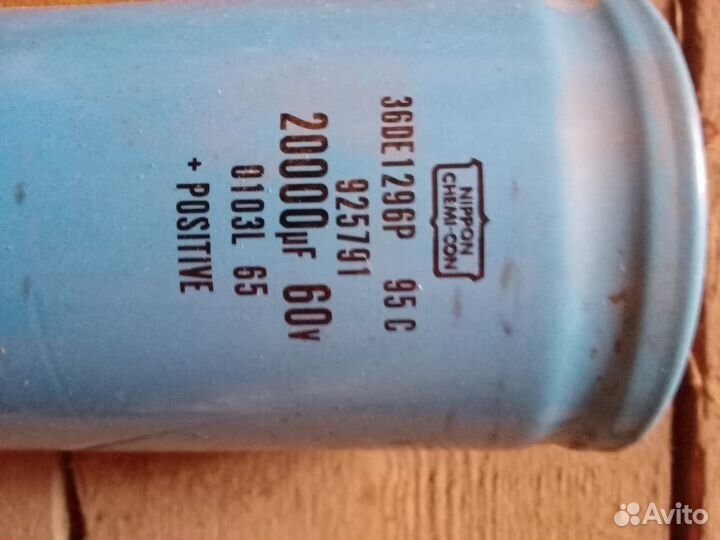 NIPPON
CHEMI-CON
36DE1296P 95C
925791
20000µF 60V
0103L 65
+ POSITIVE
Avito